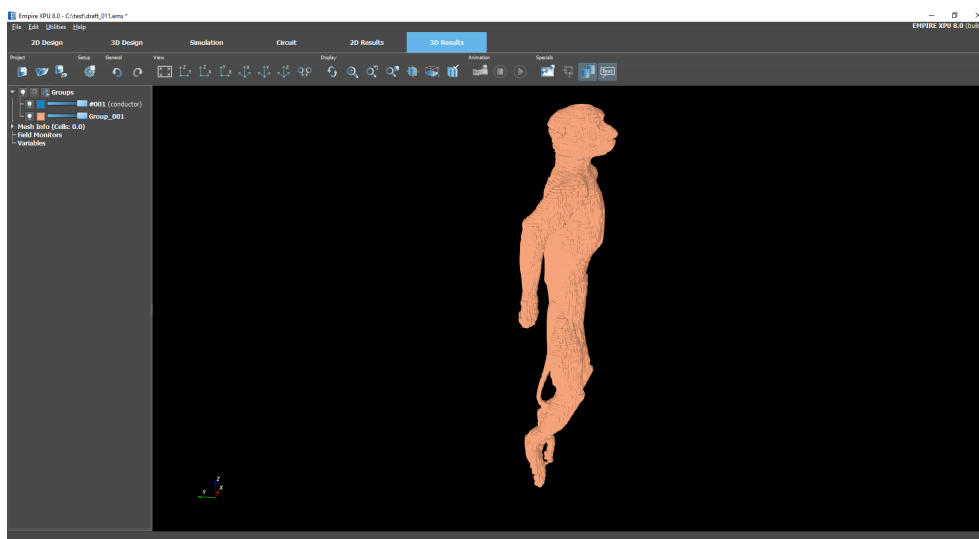 Empire XPU 8.0 - C:\test\draft_011.emx *
File Edit Utilities Help
EMPIRE XPU 8.0 (buil
2D Design 3D Design Simulation Circuit 2D Results 3D Results
Project Setup General View Display Animation Specials
Text
Groups
#001 (conductor)
Group_001
Mesh Info (Cells: 0.0)
Field Monitors
Variables
Z
Y X